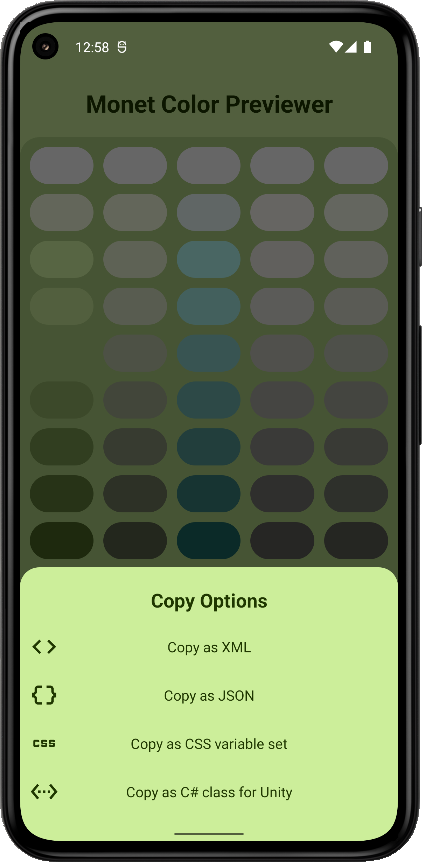 12:58
Monet Color Previewer
Copy Options
Copy as XML
Copy as JSON
css Copy as CSS variable set
Copy as C# class for Unity